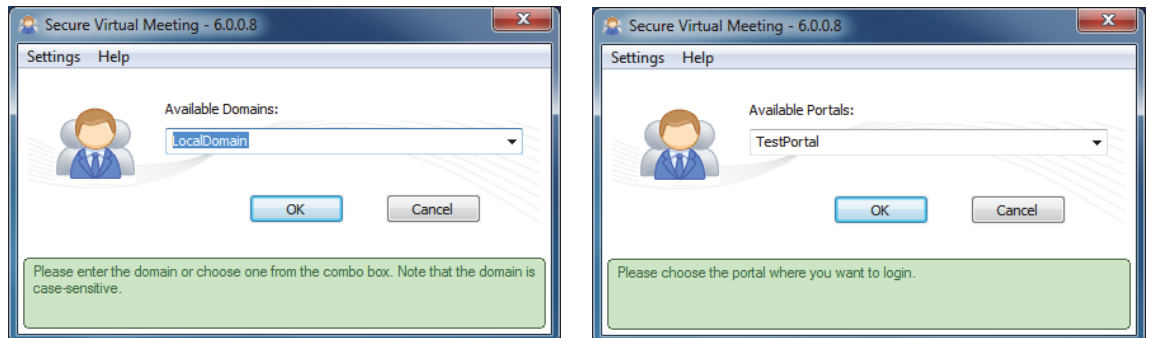 Secure Virtual Meeting - 6.0.0.8
Settings Help
Available Domains:
LocalDomain
OK Cancel
Please enter the domain or choose one from the combo box. Note that the domain is
case-sensitive.
Secure Virtual Meeting - 6.0.0.8
Settings Help
Available Portals:
TestPortal
OK Cancel
Please choose the portal where you want to login.